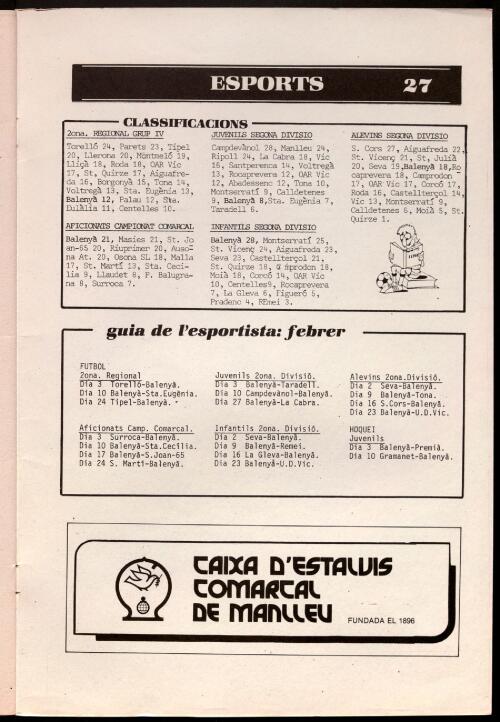 ESPORTS 27
CLASSIFICACIONS
2ona. REGIONAL GRUP IV
Torelló 24, Parets 23, Tipel
20, Llerona 20, Montmeló 19,
Lliçà 18, Roda 18, OAR Vic
17, St, Quirze 17, Aiguafre-
da 16, Borgonyà 15, Tona 14,
Voltregà 13, Sta. Eugènia 13,
Balenyà 12, Palau 12, Sta.
Eulàlia 11, Centelles 10.
AFICIONATS CAMPIONAT COMARCAL
Balenyà 21, Masies 21, St. Jo
an-65 20, Riuprimer 20, Auso-
na At. 20, Osona SL 18, Malla
17, St. Martí 13, Sta. Ceci-
lia 9, Llaudet 8, F. Balugra-
na 8, Surroca 7.
JUVENILS SEGONA DIVISIO
Campdevànol 28, Manlleu 24,
Ripoll 24, La Cabra 18, Vic
16, Santperenca 14, Voltregà
13, Rocaprevera 12, OAR Vic
12, Abadessenc 12, Tona 10,
Montserratí 9, Calldetenes
9, Balenyà 8,Sta. Eugènia 7,
Taradell 6.
INFANTILS SEGONA DIVISIO
Balenyà 28, Montserratí 25,
St. Vicenç 24, Aiguafreda 23,
Seva 23, Castellterçol 21,
St. Quirze 18, Camprodon 18,
Moià 18, Corcó 14, OAR Vic
10, Centelles9, Rocaprevera
7, La Gleva 6, Figueró 5,
Pradenc 4, REmei 3.
ALEVINS SEGONA DIVISIO
S. Cors 27, Aiguafreda 22,
St. Vicenç 21, St, Julià
20, Seva 19,Balenyà 18,Ro
caprevera 18, Camprodon
17, OAR Vic 17, Corcó 17,
Roda 16, Castellterçol 14,
Vic 13, Montserratí 9,
Calldetenes 6, Moià 5, St.
Quirze 1.
guia de l'esportista: febrer
FUTBOL
2ona. Regional
Dia 3 Torelló-Balenyà.
Dia 10 Balenyà-Sta.Eugènia.
Dia 24 Tipel-Balenyà.
Aficionats Camp. Comarcal.
Dia 3 Surroca-Balenyà.
Dia 10 Balenyà-Sta.Cecília.
Dia 17 Balenyà-S.Joan-65
Dia 24 S. Martí-Balenyà.
Juvenils 2ona. Divisió.
Dia 3 Balenyà-Taradell.
Dia 10 Campdevànol-Balenyà.
Dia 27 Balenyà-La Cabra.
Infantils 2ona. Divisió.
Dia 2 Seva-Balenyà.
Dia 9 Balenyà-Remei.
Dia 16 La Gleva-Balenyà.
Dia 23 Balenyà-U.D.Vic.
Alevins 2ona.Divisió.
Dia 2 Seva-Balenyà.
Dia 9 Balenyà-Tona.
Dia 16 S.Cors-Balenyà.
Dia 23 Balenyà-U.D.Vic
HOQUEI
Juvenils
Dia 3 Balenyà-Premià.
Dia 10 Gramanet-Balenyà.
CAIXA D'ESTALVIS
COMARCAL
DE MANLLEU
FUNDADA EL 1896